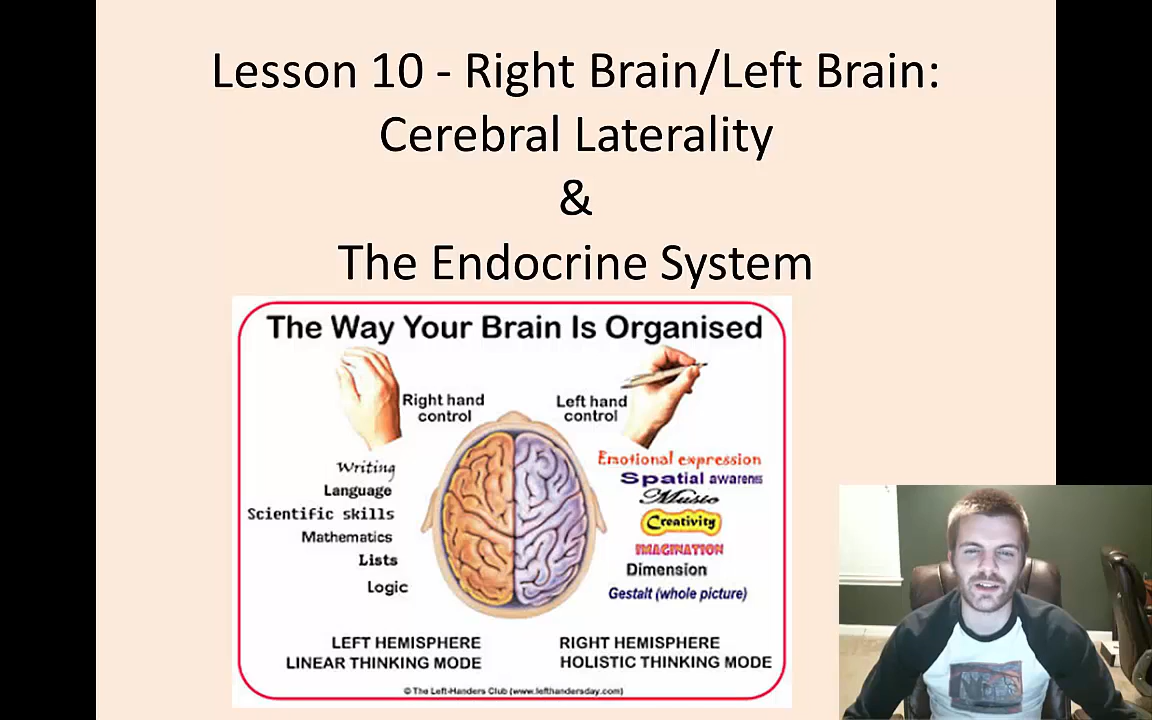 Lesson 10 - Right Brain/Left Brain:
Cerebral Laterality
&
The Endocrine System
The Way Your Brain Is Organised
Right hand
control
Left hand
control
Writing
Language
Scientific skills
Mathematics
Lists
Logic
Emotional expression
Spatial awarenes
Music
Creativity
IMAGINATION
Dimension
Gestalt (whole picture)
LEFT HEMISPHERE
LINEAR THINKING MODE
RIGHT HEMISPHERE
HOLISTIC THINKING MODE
© The Left-Handers Club (www.lefthandersday.com)